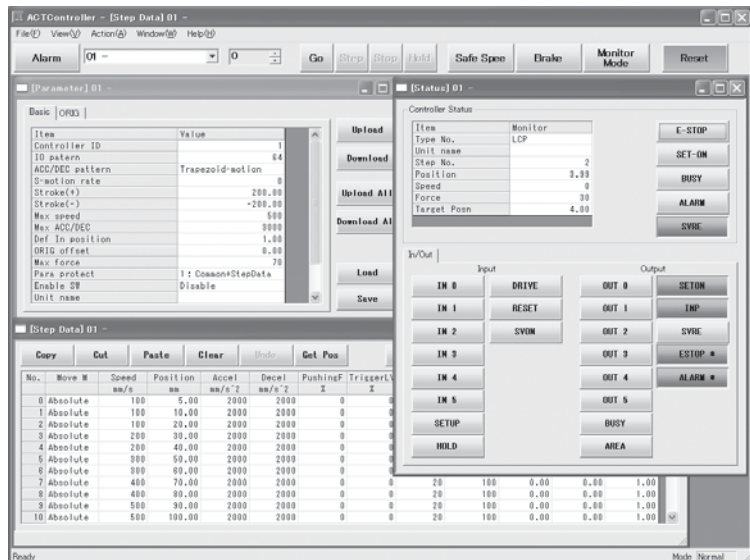 ACTController - [Step Data] 01 -
File(F) View(V) Action(A) Window(W) Help(H)
Alarm 01 - 0 Go Step Stop Hold Safe Spee Brake Monitor Mode Reset
[Parameter] 01 -
Basic ORIG
Item Value
Controller ID 1
IO patern 64
ACC/DEC pattern Trapezoid-motion
S-motion rate 0
Stroke(+) 200.00
Stroke(-) -200.00
Max speed 500
Max ACC/DEC 3000
Def In position 1.00
ORIG offset 0.00
Max force 70
Para protect 1: Common+StepData
Enable SW Disable
Unit name
Upload
Download
Upload All
Download Al
Load
Save
[Status] 01 -
Controller Status
Item Monitor
Type No. LCP
Unit name
Step No. 2
Position 3.99
Speed 0
Force 30
Target Posn 4.00
E-STOP
SET-ON
BUSY
ALARM
SVRE
In/Out
Input Output
IN 0 DRIVE OUT 0 SETON
IN 1 RESET OUT 1 INP
IN 2 SVON OUT 2 SVRE
IN 3 OUT 3 ESTOP *
IN 4 OUT 4 ALARM *
IN 5 OUT 5
SETUP BUSY
HOLD AREA
[Step Data] 01 -
Copy Cut Paste Clear Undo Get Pos
No. Move M Speed Position Accel Decel PushingF TriggerLV
mm/s mm mm/s^2 mm/s^2 % %
0 Absolute 100 5.00 2000 2000 0 0
1 Absolute 100 10.00 2000 2000 0 0
2 Absolute 100 20.00 2000 2000 0 0
3 Absolute 200 30.00 2000 2000 0 0
4 Absolute 200 40.00 2000 2000 0 0
5 Absolute 300 50.00 2000 2000 0 0
6 Absolute 300 60.00 2000 2000 0 0
7 Absolute 400 70.00 2000 2000 0 0 20 100 0.00 0.00 1.00
8 Absolute 400 80.00 2000 2000 0 0 20 100 0.00 0.00 1.00
9 Absolute 500 90.00 2000 2000 0 0 20 100 0.00 0.00 1.00
10 Absolute 500 100.00 2000 2000 0 0 20 100 0.00 0.00 1.00
Ready Mode Normal